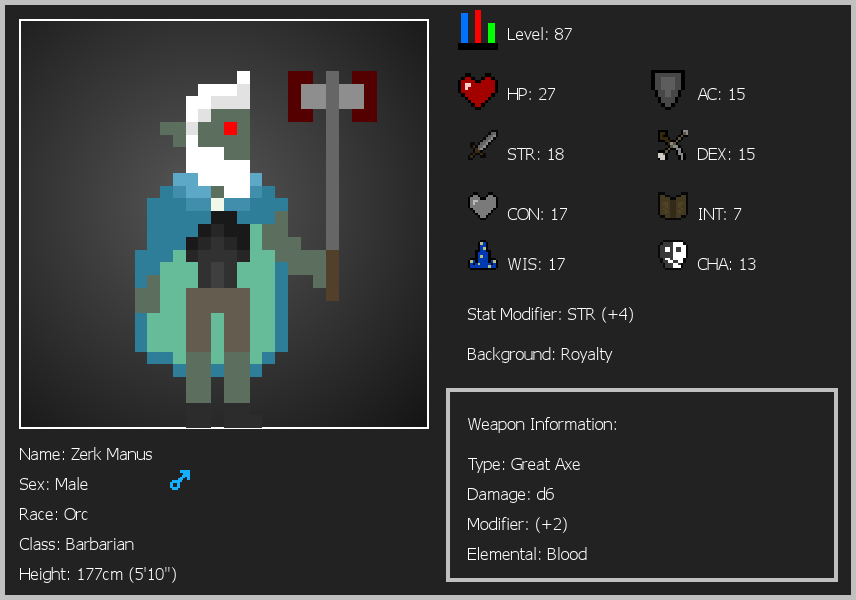 Level: 87
HP: 27
AC: 15
STR: 18
DEX: 15
CON: 17
INT: 7
WIS: 17
CHA: 13
Stat Modifier: STR (+4)
Background: Royalty
Weapon Information:
Type: Great Axe
Damage: d6
Modifier: (+2)
Elemental: Blood
Name: Zerk Manus
Sex: Male
Race: Orc
Class: Barbarian
Height: 177cm (5'10")